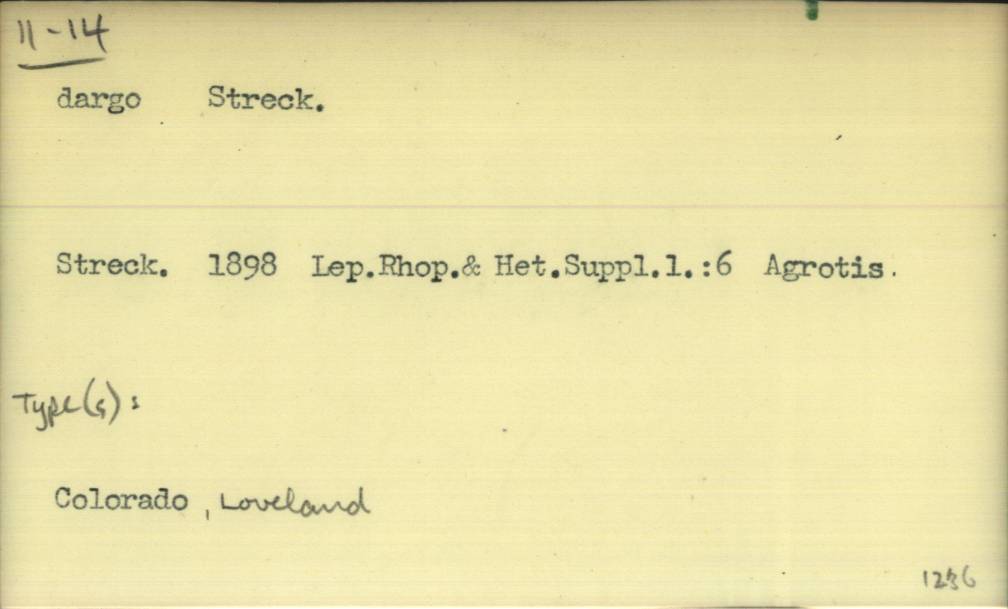 11-14
dargo Streck.
Streck. 1898 Lep.Rhop.& Het.Suppl.1.:6 Agrotis.
Type(s):
Colorado, Loveland
1236